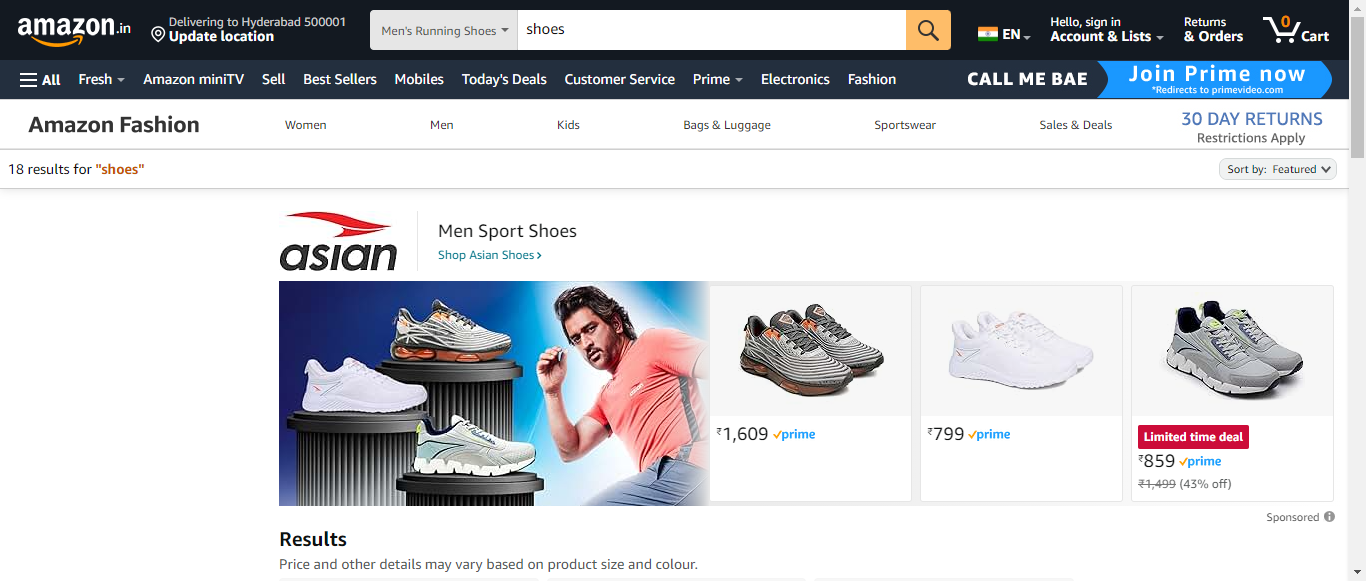 amazon.in
Delivering to Hyderabad 500001
Update location
Men's Running Shoes
shoes
EN
Hello, sign in
Account & Lists
Returns
& Orders
0
Cart
All
Fresh
Amazon miniTV
Sell
Best Sellers
Mobiles
Today's Deals
Customer Service
Prime
Electronics
Fashion
CALL ME BAE
Join Prime now
*Redirects to primevideo.com
Amazon Fashion
Women
Men
Kids
Bags & Luggage
Sportswear
Sales & Deals
30 DAY RETURNS
Restrictions Apply
18 results for "shoes"
Sort by: Featured
asian
Men Sport Shoes
Shop Asian Shoes ›
₹1,609 prime
₹799 prime
Limited time deal
₹859 prime
₹1,499 (43% off)
Sponsored
Results
Price and other details may vary based on product size and colour.